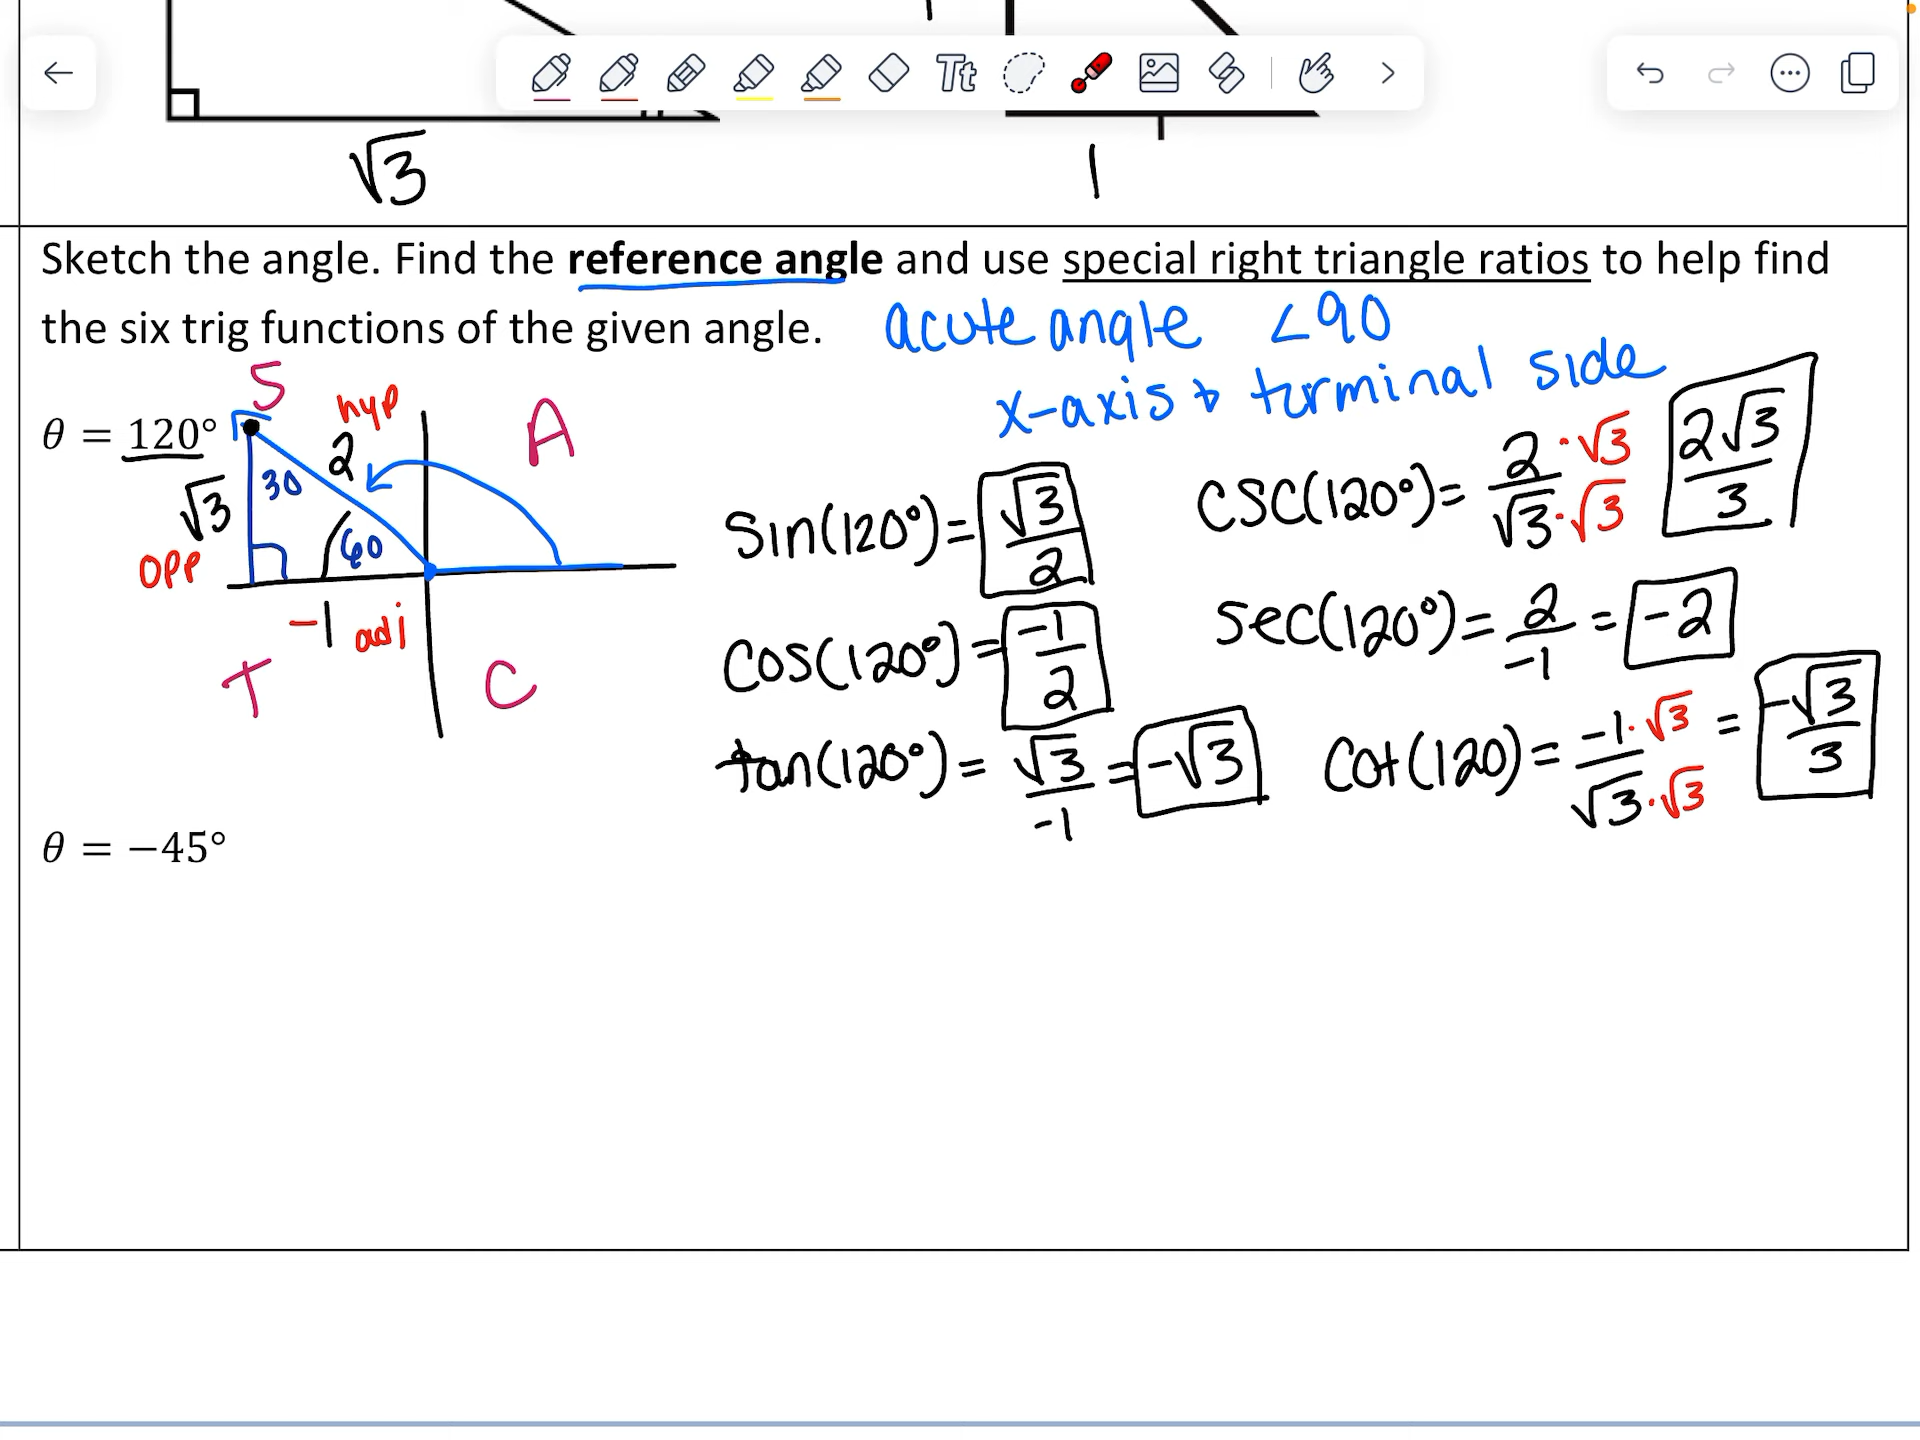 Tt
√3
1
Sketch the angle. Find the reference angle and use special right triangle ratios to help find
the six trig functions of the given angle.
acute angle <90
x-axis & terminal side
θ = 120°
S
A
T
C
hyp
2
30
√3
60
opp
-1 adj
sin(120°)= √3/2
csc(120°)= 2·√3/√3·√3 2√3/3
cos(120°)= -1/2
sec(120°)= 2/-1 = -2
tan(120°)= √3/-1 = -√3
cot(120)= -1·√3/√3·√3 = -√3/3
θ = −45°